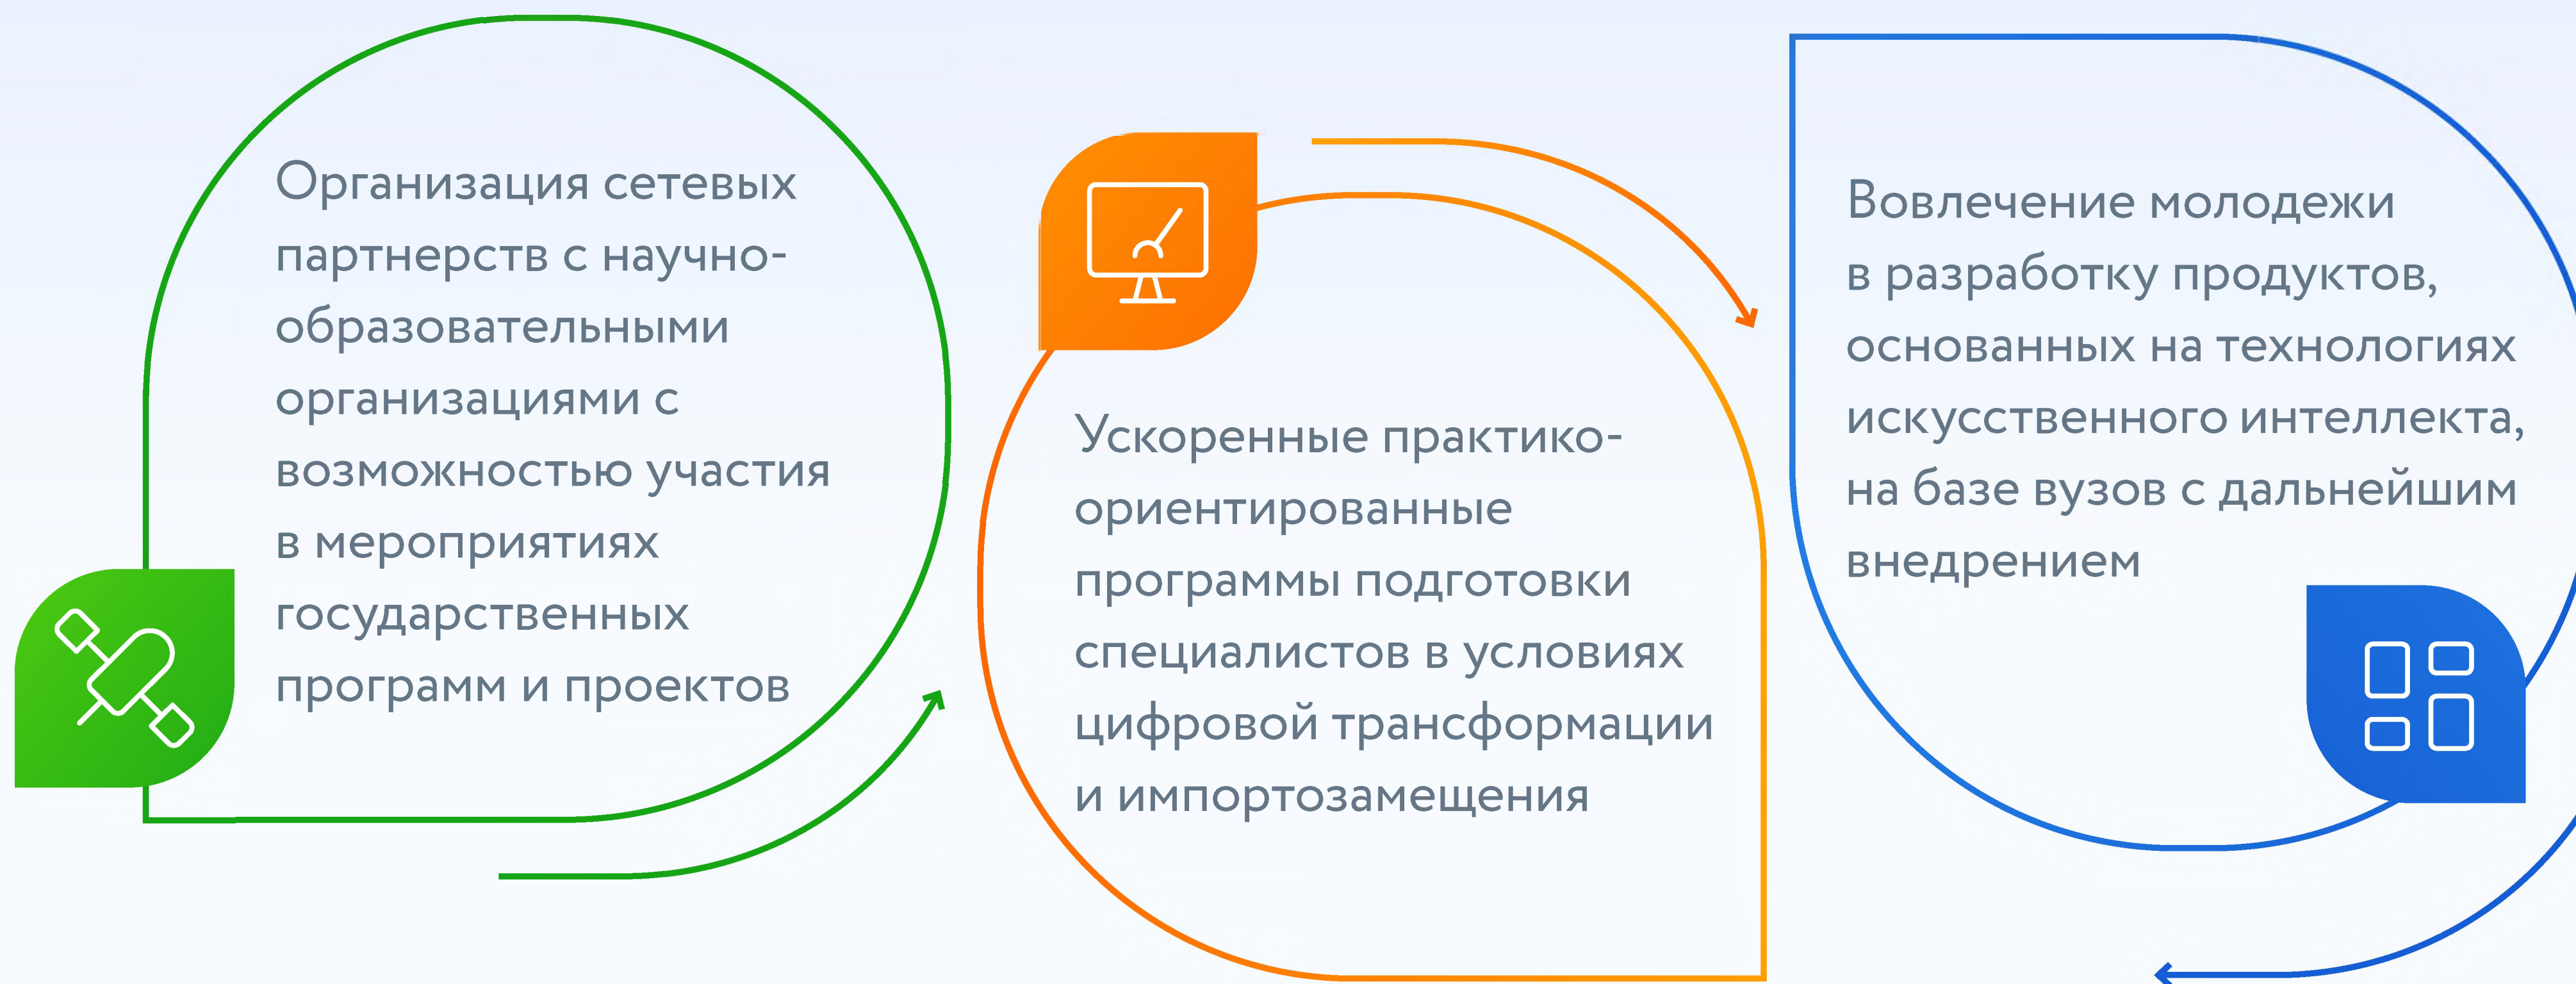 Организация сетевых
партнерств с научно-
образовательными
организациями с
возможностью участия
в мероприятиях
государственных
программ и проектов
Ускоренные практико-
ориентированные
программы подготовки
специалистов в условиях
цифровой трансформации
и импортозамещения
Вовлечение молодежи
в разработку продуктов,
основанных на технологиях
искусственного интеллекта,
на базе вузов с дальнейшим
внедрением